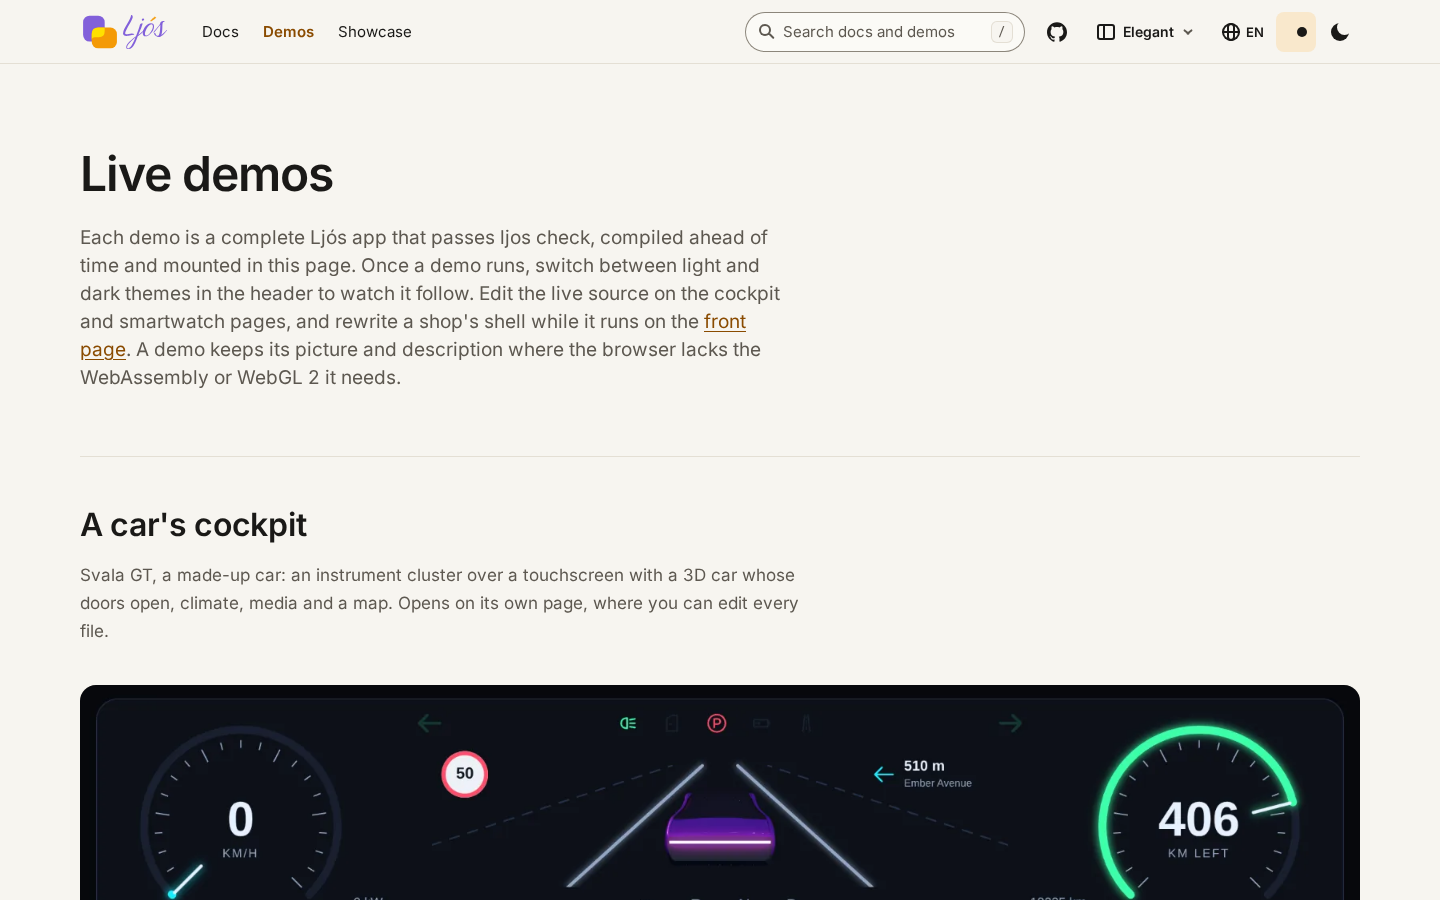 Ljós
Docs
Demos
Showcase
Search docs and demos
/
Elegant
EN
Live demos
Each demo is a complete Ljós app that passes ljos check, compiled ahead of
time and mounted in this page. Once a demo runs, switch between light and
dark themes in the header to watch it follow. Edit the live source on the cockpit
and smartwatch pages, and rewrite a shop's shell while it runs on the front
page. A demo keeps its picture and description where the browser lacks the
WebAssembly or WebGL 2 it needs.
A car's cockpit
Svala GT, a made-up car: an instrument cluster over a touchscreen with a 3D car whose
doors open, climate, media and a map. Opens on its own page, where you can edit every
file.
P
50
510 m
Ember Avenue
0
KM/H
406
KM LEFT